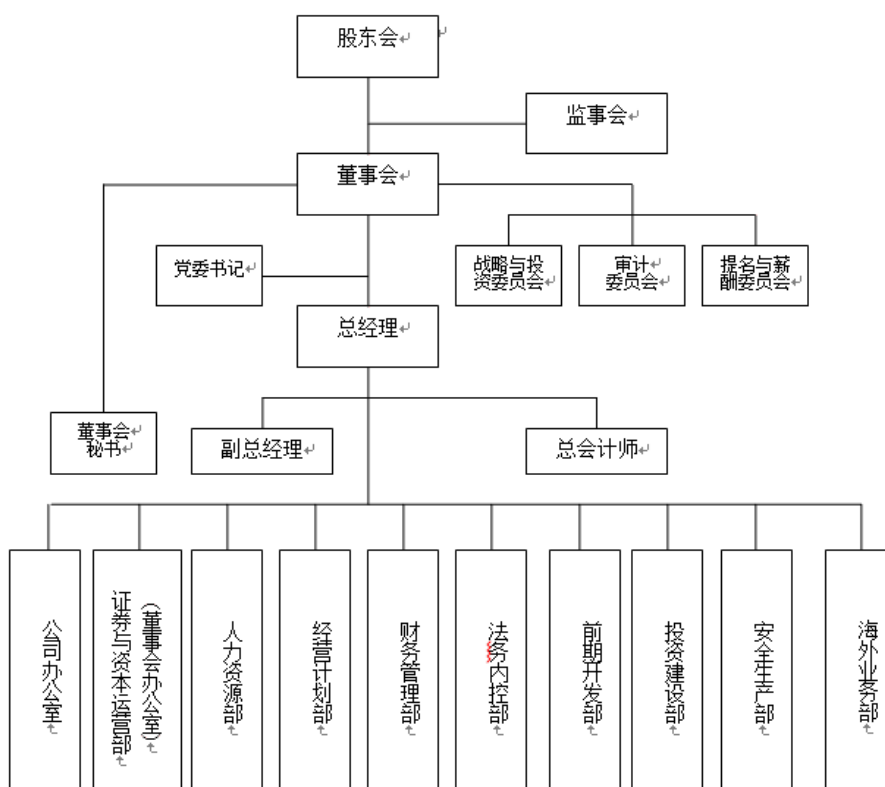 股东会
监事会
董事会
党委书记
战略与投
资委员会
审计
委员会
提名与薪
酬委员会
总经理
董事会
秘书
副总经理
总会计师
公司办公室
(董事会办公室)
证券与资本运营部
人力资源部
经营计划部
财务管理部
法务内控部
前期开发部
投资建设部
安全生产部
海外业务部